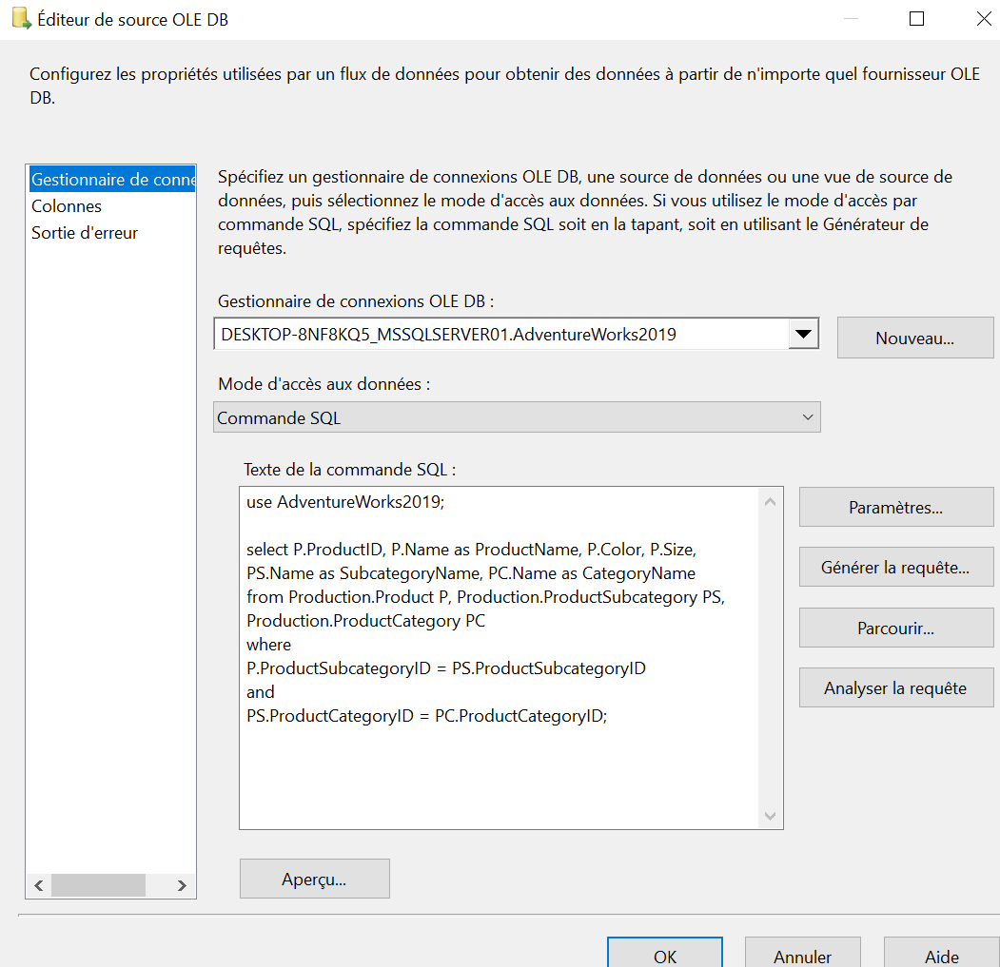 Éditeur de source OLE DB
Configurez les propriétés utilisées par un flux de données pour obtenir des données à partir de n'importe quel fournisseur OLE
DB.
Gestionnaire de conne
Colonnes
Sortie d'erreur
Spécifiez un gestionnaire de connexions OLE DB, une source de données ou une vue de source de
données, puis sélectionnez le mode d'accès aux données. Si vous utilisez le mode d'accès par
commande SQL, spécifiez la commande SQL soit en la tapant, soit en utilisant le Générateur de
requêtes.
Gestionnaire de connexions OLE DB :
DESKTOP-8NF8KQ5_MSSQLSERVER01.AdventureWorks2019
Nouveau...
Mode d'accès aux données :
Commande SQL
Texte de la commande SQL :
use AdventureWorks2019;
select P.ProductID, P.Name as ProductName, P.Color, P.Size,
PS.Name as SubcategoryName, PC.Name as CategoryName
from Production.Product P, Production.ProductSubcategory PS,
Production.ProductCategory PC
where
P.ProductSubcategoryID = PS.ProductSubcategoryID
and
PS.ProductCategoryID = PC.ProductCategoryID;
Paramètres...
Générer la requête...
Parcourir...
Analyser la requête
Aperçu...
OK
Annuler
Aide